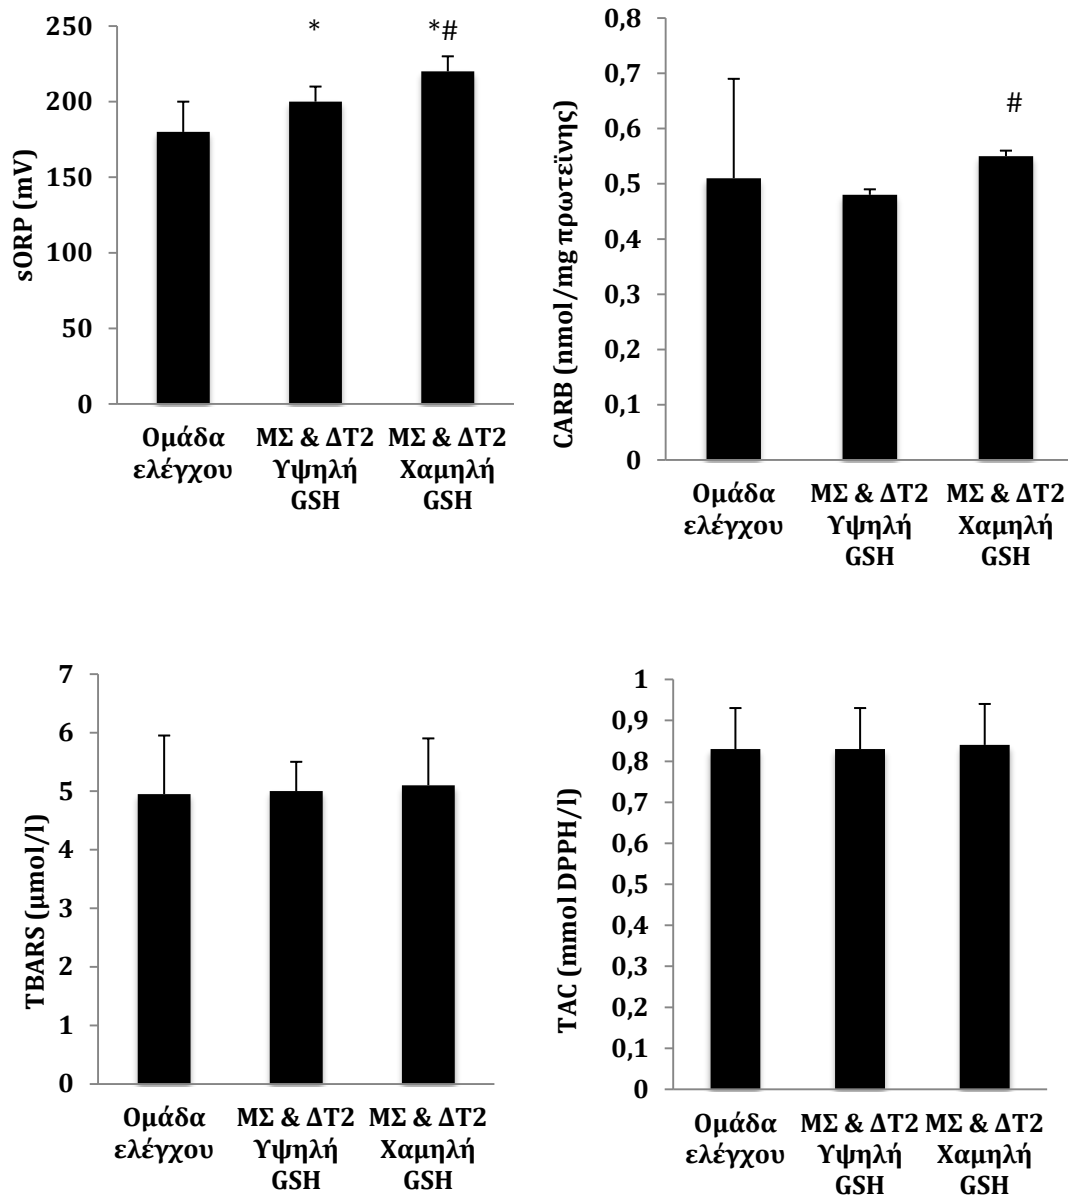 250
200
150
100
50
0
sORP (mV)
*
*#
Ομάδα ελέγχου
ΜΣ & ΔΤ2 Υψηλή GSH
ΜΣ & ΔΤ2 Χαμηλή GSH
0,8
0,7
0,6
0,5
0,4
0,3
0,2
0,1
0
CARB (nmol/mg πρωτεϊνης)
#
Ομάδα ελέγχου
ΜΣ & ΔΤ2 Υψηλή GSH
ΜΣ & ΔΤ2 Χαμηλή GSH
7
6
5
4
3
2
1
0
TBARS (μmol/l)
Ομάδα ελέγχου
ΜΣ & ΔΤ2 Υψηλή GSH
ΜΣ & ΔΤ2 Χαμηλή GSH
1
0,9
0,8
0,7
0,6
0,5
0,4
0,3
0,2
0,1
0
TAC (mmol DPPH/l)
Ομάδα ελέγχου
ΜΣ & ΔΤ2 Υψηλή GSH
ΜΣ & ΔΤ2 Χαμηλή GSH